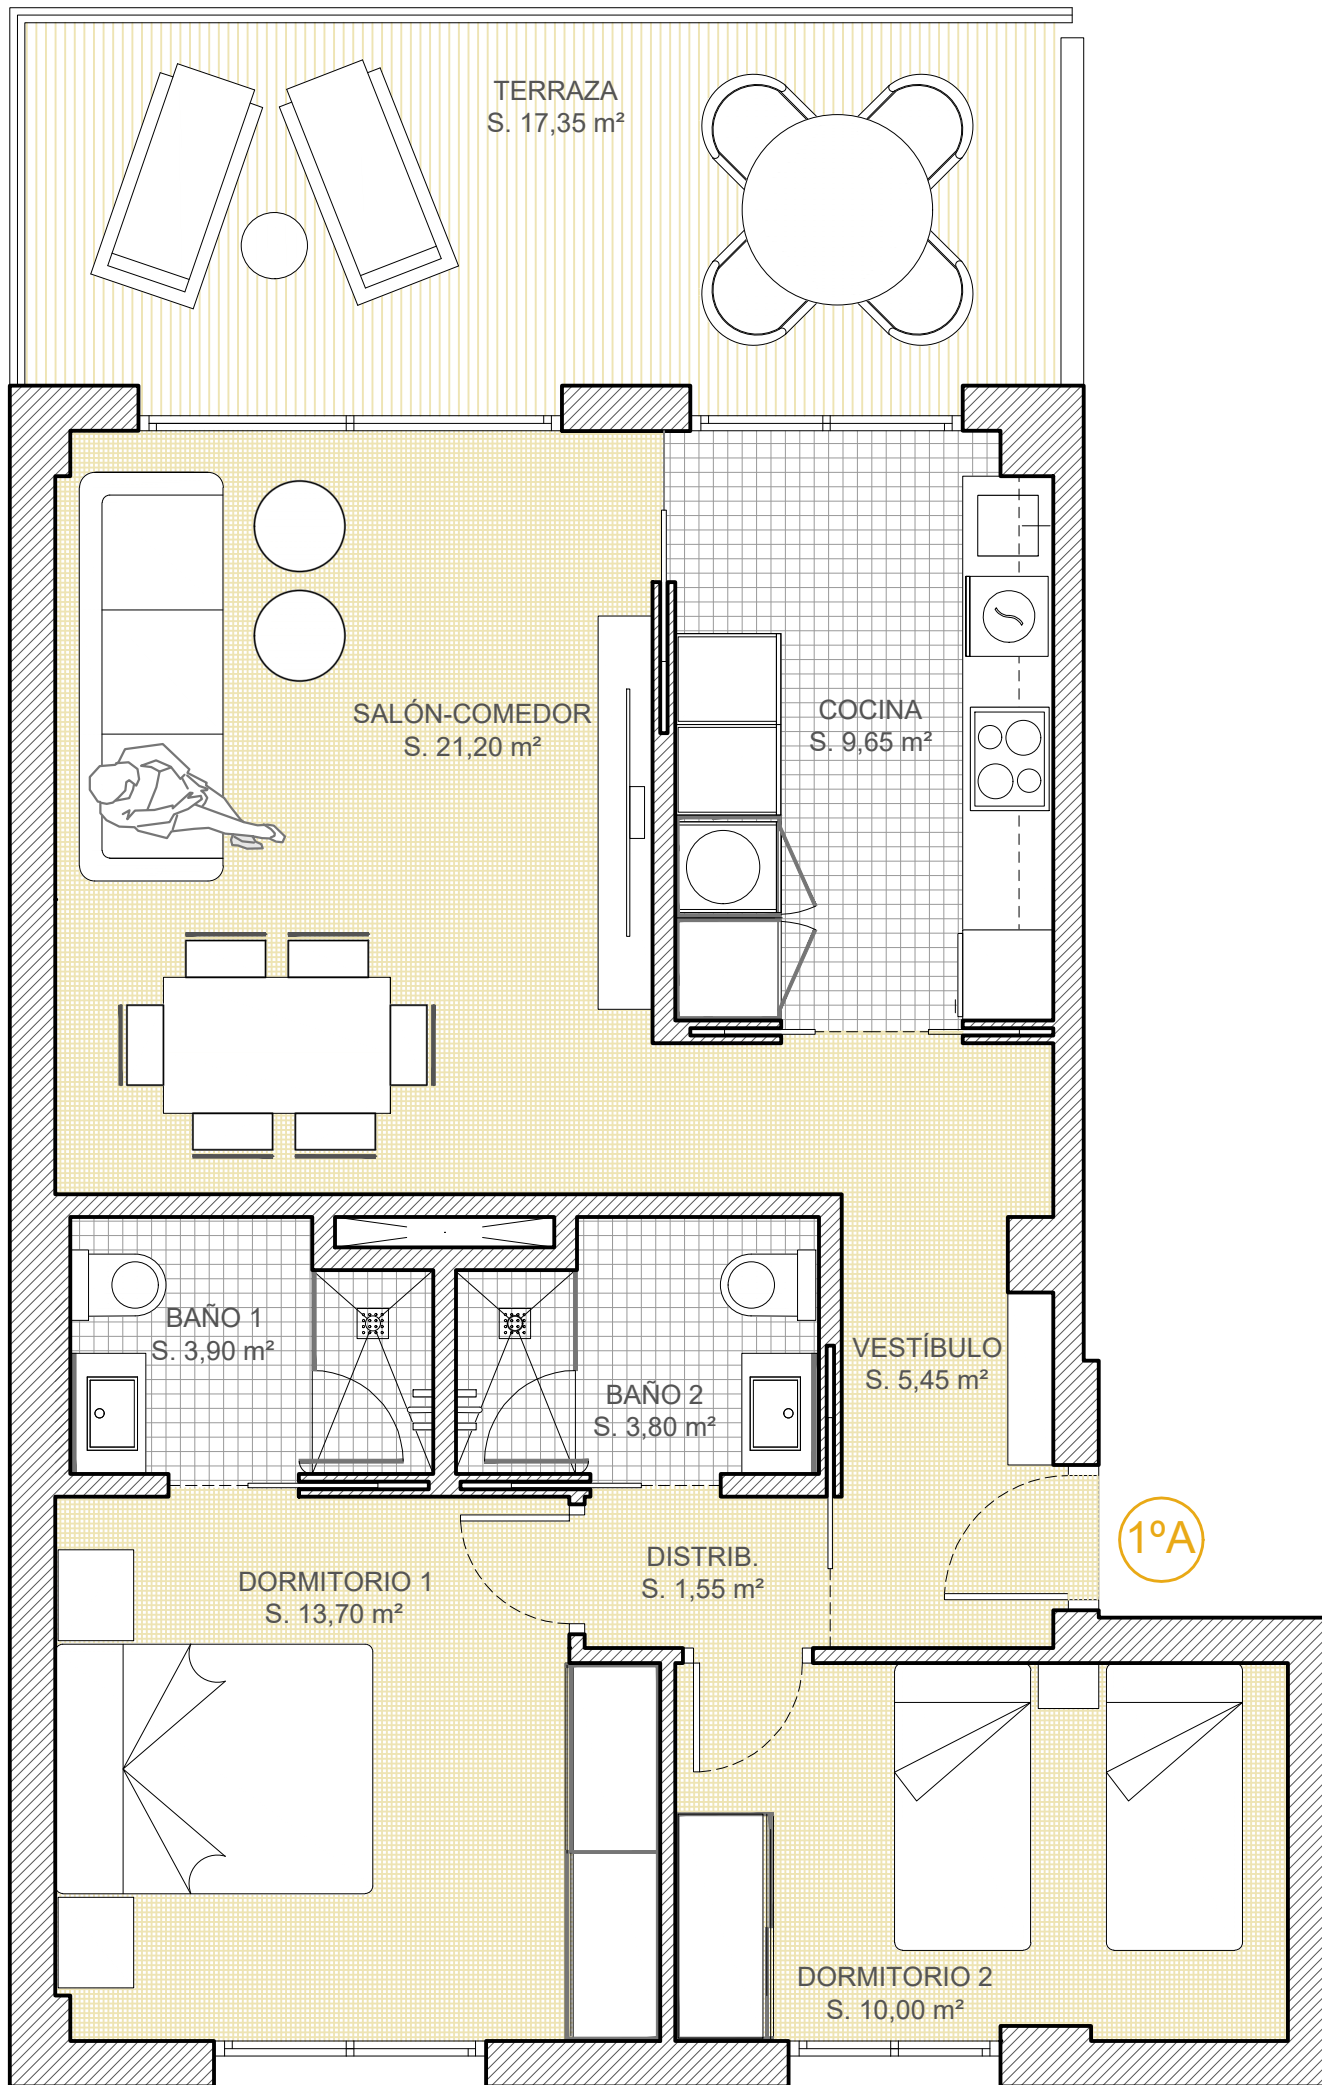 TERRAZA
S. 17,35 m²
SALÓN-COMEDOR
S. 21,20 m²
COCINA
S. 9,65 m²
BAÑO 1
S. 3,90 m²
BAÑO 2
S. 3,80 m²
VESTÍBULO
S. 5,45 m²
1ºA
DISTRIB.
S. 1,55 m²
DORMITORIO 1
S. 13,70 m²
DORMITORIO 2
S. 10,00 m²